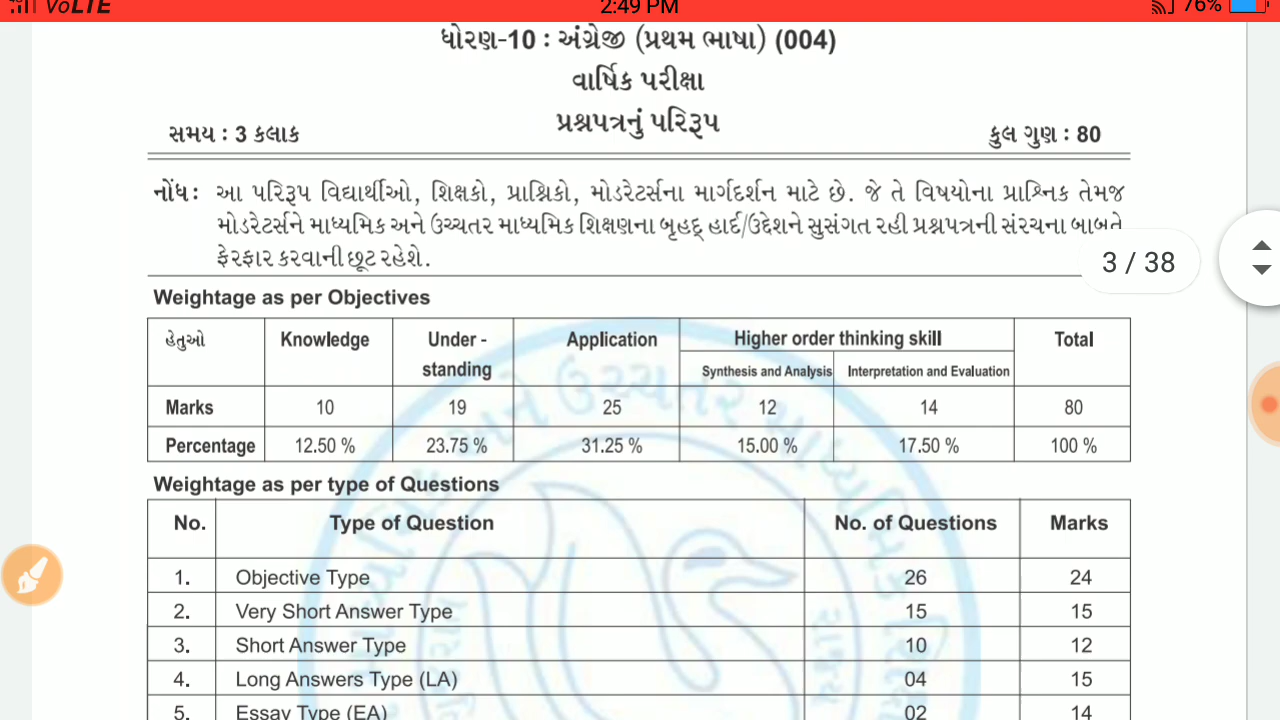 VoLTE 2:49 PM 76%
ધોરણ-10 : અંગ્રેજી (પ્રથમ ભાષા) (004)
વાર્ષિક પરીક્ષા
પ્રશ્નપત્રનું પરિરૂપ
સમય : 3 કલાક કુલ ગુણ : 80
નોંધ : આ પરિરૂપ વિદ્યાર્થીઓ, શિક્ષકો, પ્રાશ્નિકો, મોડરેટર્સના માર્ગદર્શન માટે છે. જે તે વિષયોના પ્રાશ્નિક તેમજ
મોડરેટર્સને માધ્યમિક અને ઉચ્ચતર માધ્યમિક શિક્ષણના બૃહદ્ હાર્દ/ઉદ્દેશને સુસંગત રહી પ્રશ્નપત્રની સંરચના બાબતે
ફેરફાર કરવાની છૂટ રહેશે.
3 / 38
Weightage as per Objectives
હેતુઓ Knowledge Under - Application Higher order thinking skill Total
standing Synthesis and Analysis Interpretation and Evaluation
Marks 10 19 25 12 14 80
Percentage 12.50 % 23.75 % 31.25 % 15.00 % 17.50 % 100 %
Weightage as per type of Questions
No. Type of Question No. of Questions Marks
1. Objective Type 26 24
2. Very Short Answer Type 15 15
3. Short Answer Type 10 12
4. Long Answers Type (LA) 04 15
5. Essay Type (EA) 02 14